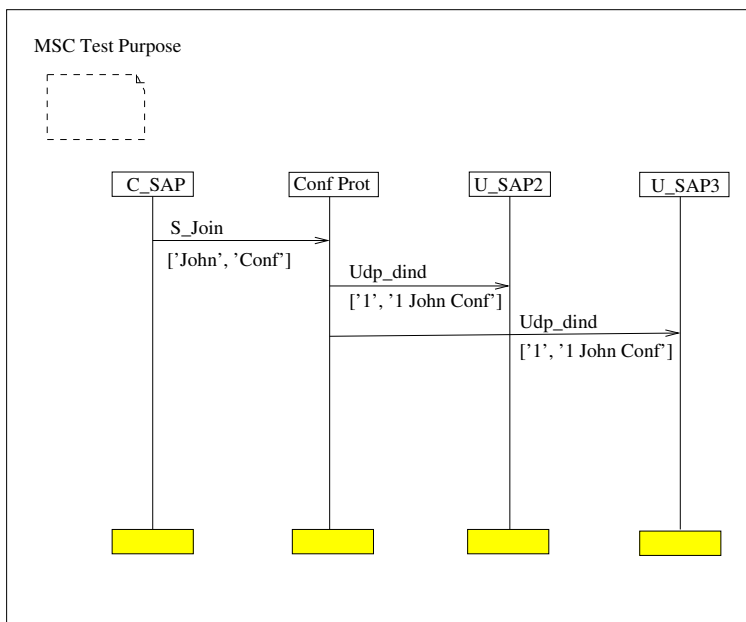 MSC Test Purpose
C_SAP
Conf Prot
U_SAP2
U_SAP3
S_Join
['John', 'Conf']
Udp_dind
['1', '1 John Conf']
Udp_dind
['1', '1 John Conf']